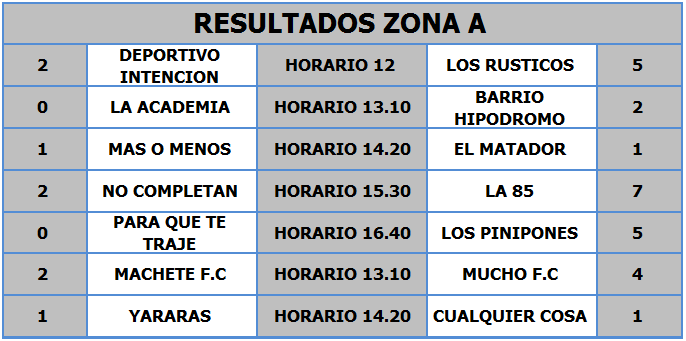 RESULTADOS ZONA A
2 DEPORTIVO INTENCION HORARIO 12 LOS RUSTICOS 5
0 LA ACADEMIA HORARIO 13.10 BARRIO HIPODROMO 2
1 MAS O MENOS HORARIO 14.20 EL MATADOR 1
2 NO COMPLETAN HORARIO 15.30 LA 85 7
0 PARA QUE TE TRAJE HORARIO 16.40 LOS PINIPONES 5
2 MACHETE F.C HORARIO 13.10 MUCHO F.C 4
1 YARARAS HORARIO 14.20 CUALQUIER COSA 1